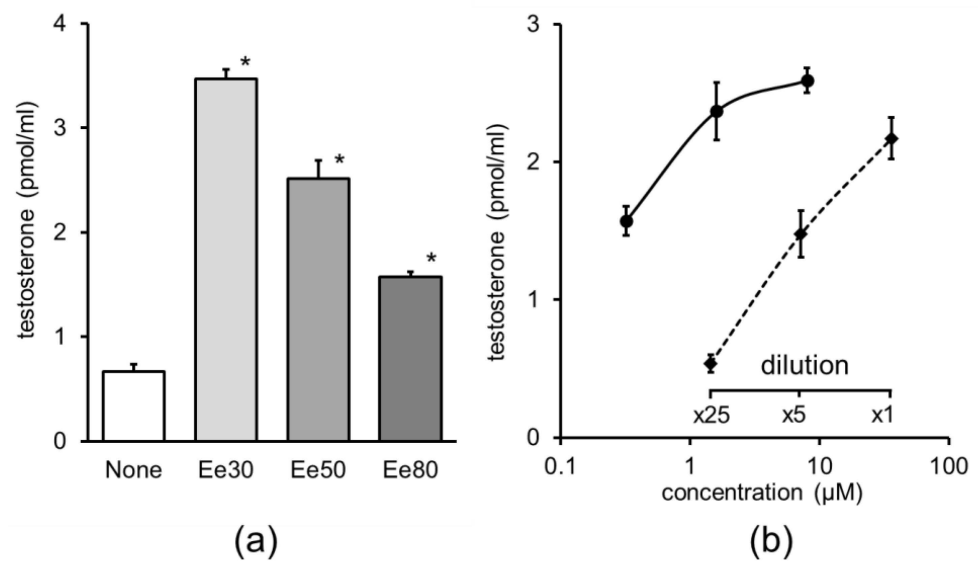 testosterone (pmol/ml)
4
3
2
1
0
*
*
*
None Ee30 Ee50 Ee80
(a)
testosterone (pmol/ml)
3
2
1
0
dilution
x25 x5 x1
0.1 1 10 100
concentration (µM)
(b)